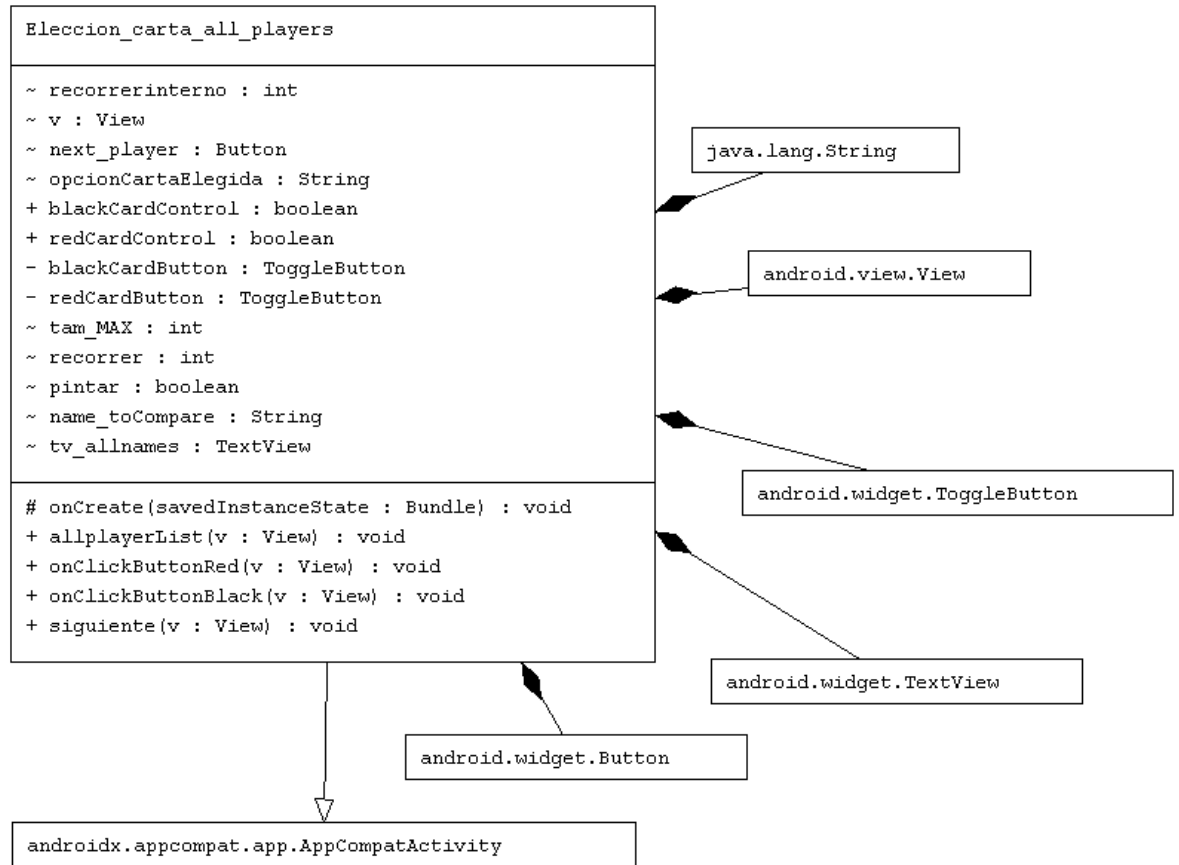 Eleccion_carta_all_players
~ recorrerinterno : int
~ v : View
~ next_player : Button
~ opcionCartaElegida : String
+ blackCardControl : boolean
+ redCardControl : boolean
- blackCardButton : ToggleButton
- redCardButton : ToggleButton
~ tam_MAX : int
~ recorrer : int
~ pintar : boolean
~ name_toCompare : String
~ tv_allnames : TextView
# onCreate(savedInstanceState : Bundle) : void
+ allplayerList(v : View) : void
+ onClickButtonRed(v : View) : void
+ onClickButtonBlack(v : View) : void
+ siguiente(v : View) : void
java.lang.String
android.view.View
android.widget.ToggleButton
android.widget.TextView
android.widget.Button
androidx.appcompat.app.AppCompatActivity